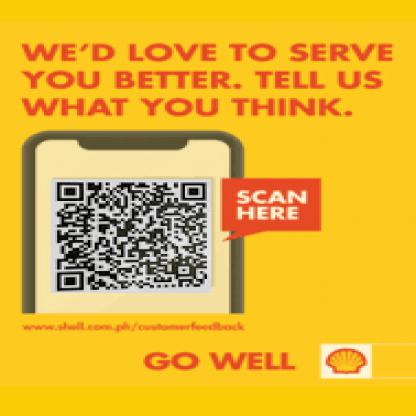 WE'D LOVE TO SERVE
YOU BETTER. TELL US
WHAT YOU THINK.
SCAN
HERE
www.shell.com.ph/customerfeedback
GO WELL